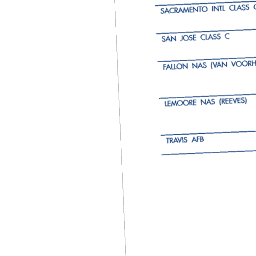 SACRAMENTO INTL CLASS
SAN JOSE CLASS C
FALLON NAS (VAN VOORH
LEMOORE NAS (REEVES)
TRAVIS AFB